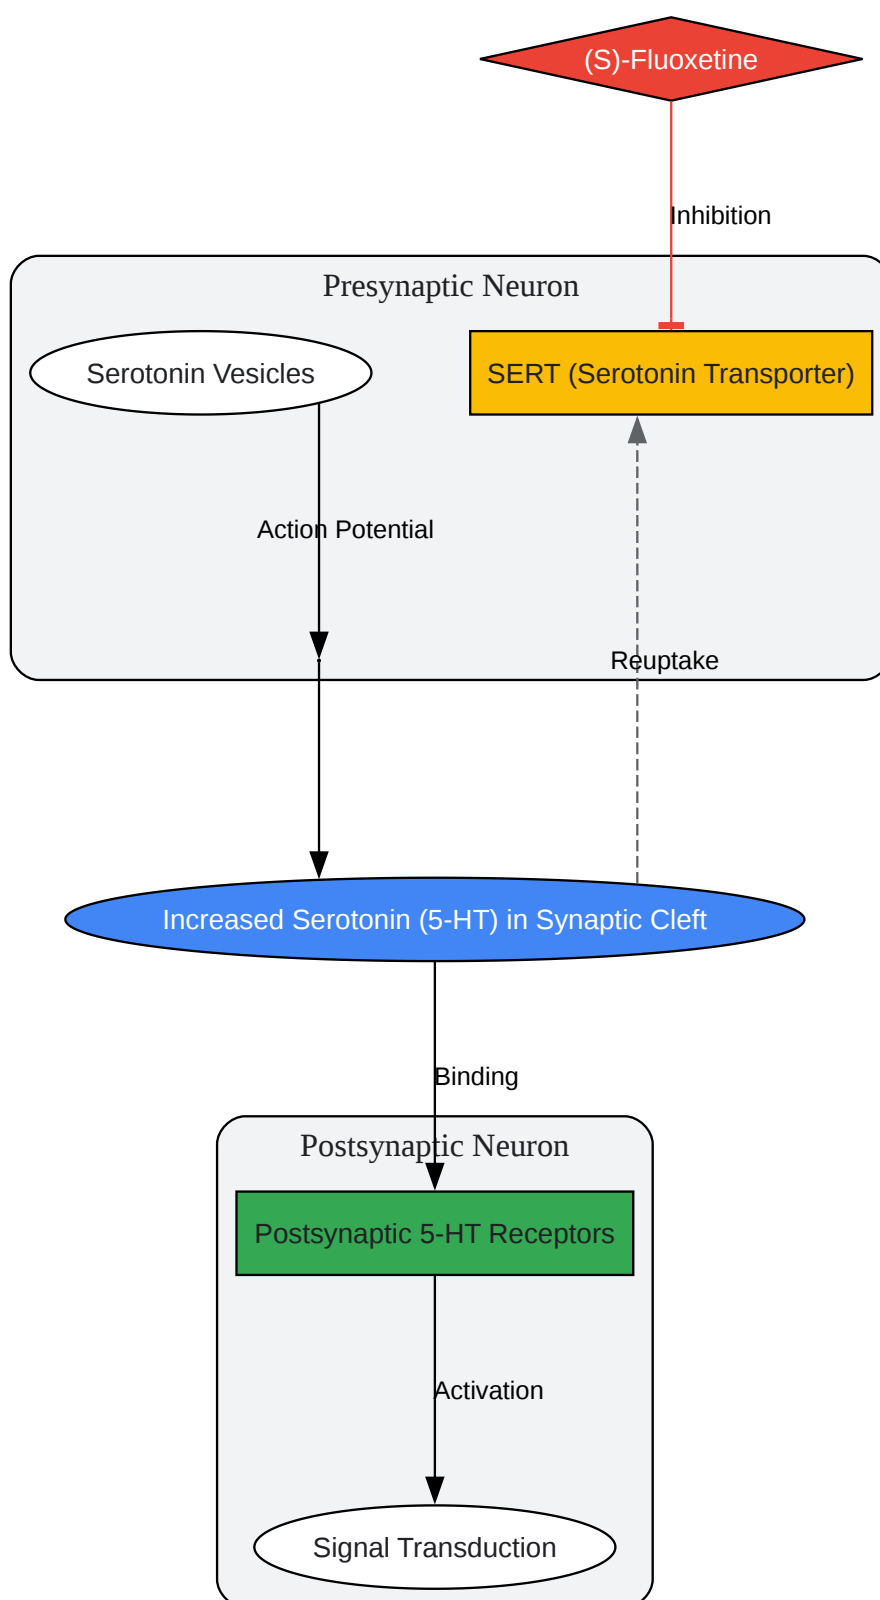 (S)-Fluoxetine
Inhibition
Presynaptic Neuron
Serotonin Vesicles
SERT (Serotonin Transporter)
Action Potential
Reuptake
Increased Serotonin (5-HT) in Synaptic Cleft
Binding
Postsynaptic Neuron
Postsynaptic 5-HT Receptors
Activation
Signal Transduction